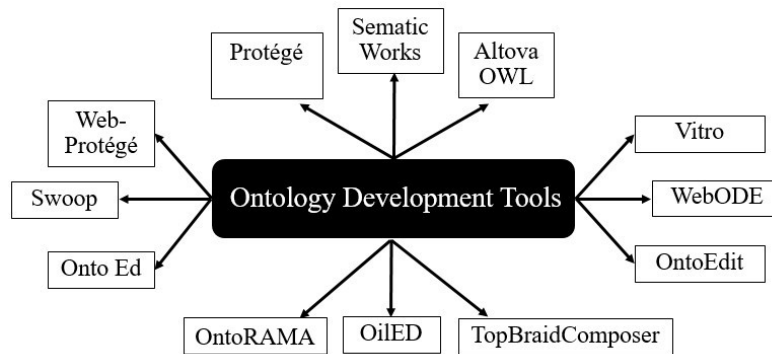 Protégé
Sematic
Works
Altova
OWL
Web-
Protégé
Vitro
Swoop
Ontology Development Tools
WebODE
Onto Ed
OntoEdit
OntoRAMA
OilED
TopBraidComposer